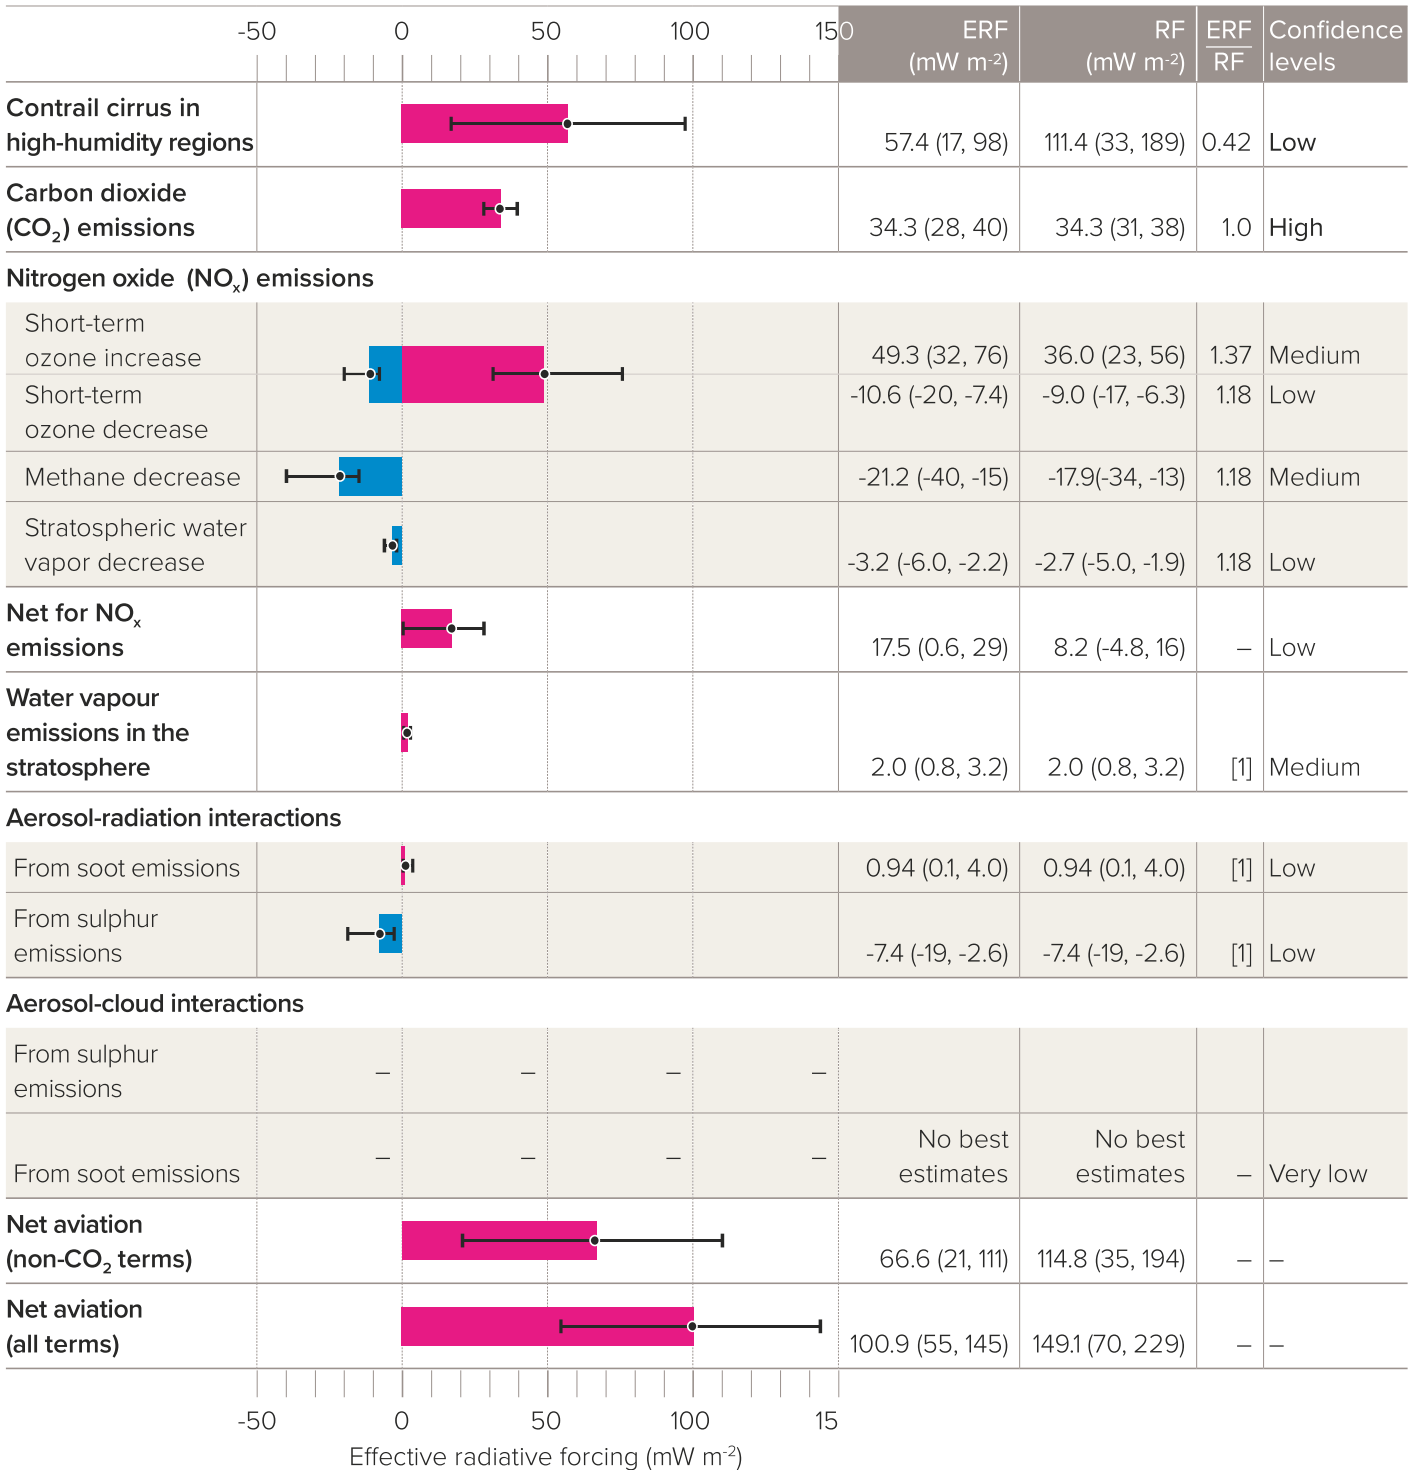 -50 0 50 100 150 ERF RF ERF Confidence
(mW m-2) (mW m-2) RF levels
Contrail cirrus in
high-humidity regions 57.4 (17, 98) 111.4 (33, 189) 0.42 Low
Carbon dioxide
(CO2) emissions 34.3 (28, 40) 34.3 (31, 38) 1.0 High
Nitrogen oxide (NOx) emissions
Short-term
ozone increase 49.3 (32, 76) 36.0 (23, 56) 1.37 Medium
Short-term -10.6 (-20, -7.4) -9.0 (-17, -6.3) 1.18 Low
ozone decrease
Methane decrease -21.2 (-40, -15) -17.9(-34, -13) 1.18 Medium
Stratospheric water
vapor decrease -3.2 (-6.0, -2.2) -2.7 (-5.0, -1.9) 1.18 Low
Net for NOx
emissions 17.5 (0.6, 29) 8.2 (-4.8, 16) – Low
Water vapour
emissions in the
stratosphere 2.0 (0.8, 3.2) 2.0 (0.8, 3.2) [1] Medium
Aerosol-radiation interactions
From soot emissions 0.94 (0.1, 4.0) 0.94 (0.1, 4.0) [1] Low
From sulphur
emissions -7.4 (-19, -2.6) -7.4 (-19, -2.6) [1] Low
Aerosol-cloud interactions
From sulphur
– – – –
emissions
No best No best
– – – –
From soot emissions estimates estimates – Very low
Net aviation
(non-CO2 terms) 66.6 (21, 111) 114.8 (35, 194) – –
Net aviation
(all terms) 100.9 (55, 145) 149.1 (70, 229) – –
-50 0 50 100 15
Effective radiative forcing (mW m-2)